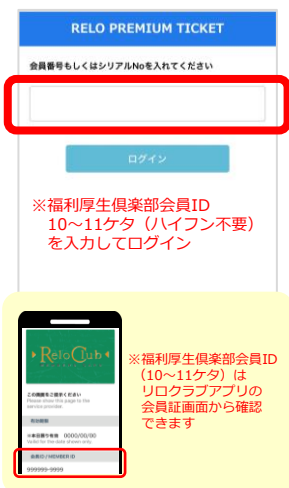 RELO PREMIUM TICKET
会員番号もしくはシリアルNoを入れてください
ログイン
※福利厚生倶楽部会員ID
10～11ケタ（ハイフン不要）
を入力してログイン
ReloClub
この画面をご提示ください
Please show this page to the
service provider.
有効期限
※本日限り有効 0000/00/00
Valid for the date shown only.
会員ID / MEMBER ID
999999-9999
※福利厚生倶楽部会員ID
（10～11ケタ）は
リロクラブアプリの
会員証画面から確認
できます